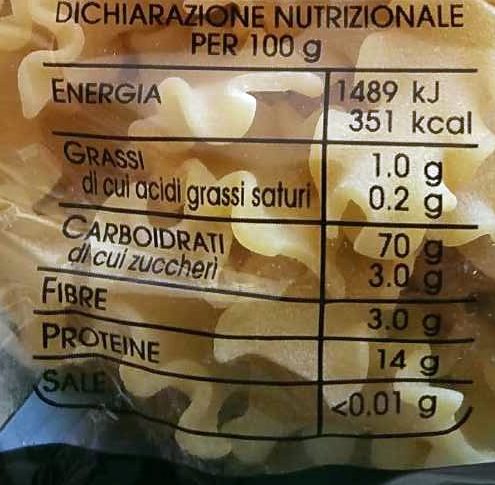 DICHIARAZIONE NUTRIZIONALE
PER 100 g
ENERGIA 1489 kJ
351 kcal
GRASSI 1.0 g
di cui acidi grassi saturi 0.2 g
CARBOIDRATI 70 g
di cui zuccheri 3.0 g
FIBRE 3.0 g
PROTEINE 14 g
SALE <0.01 g